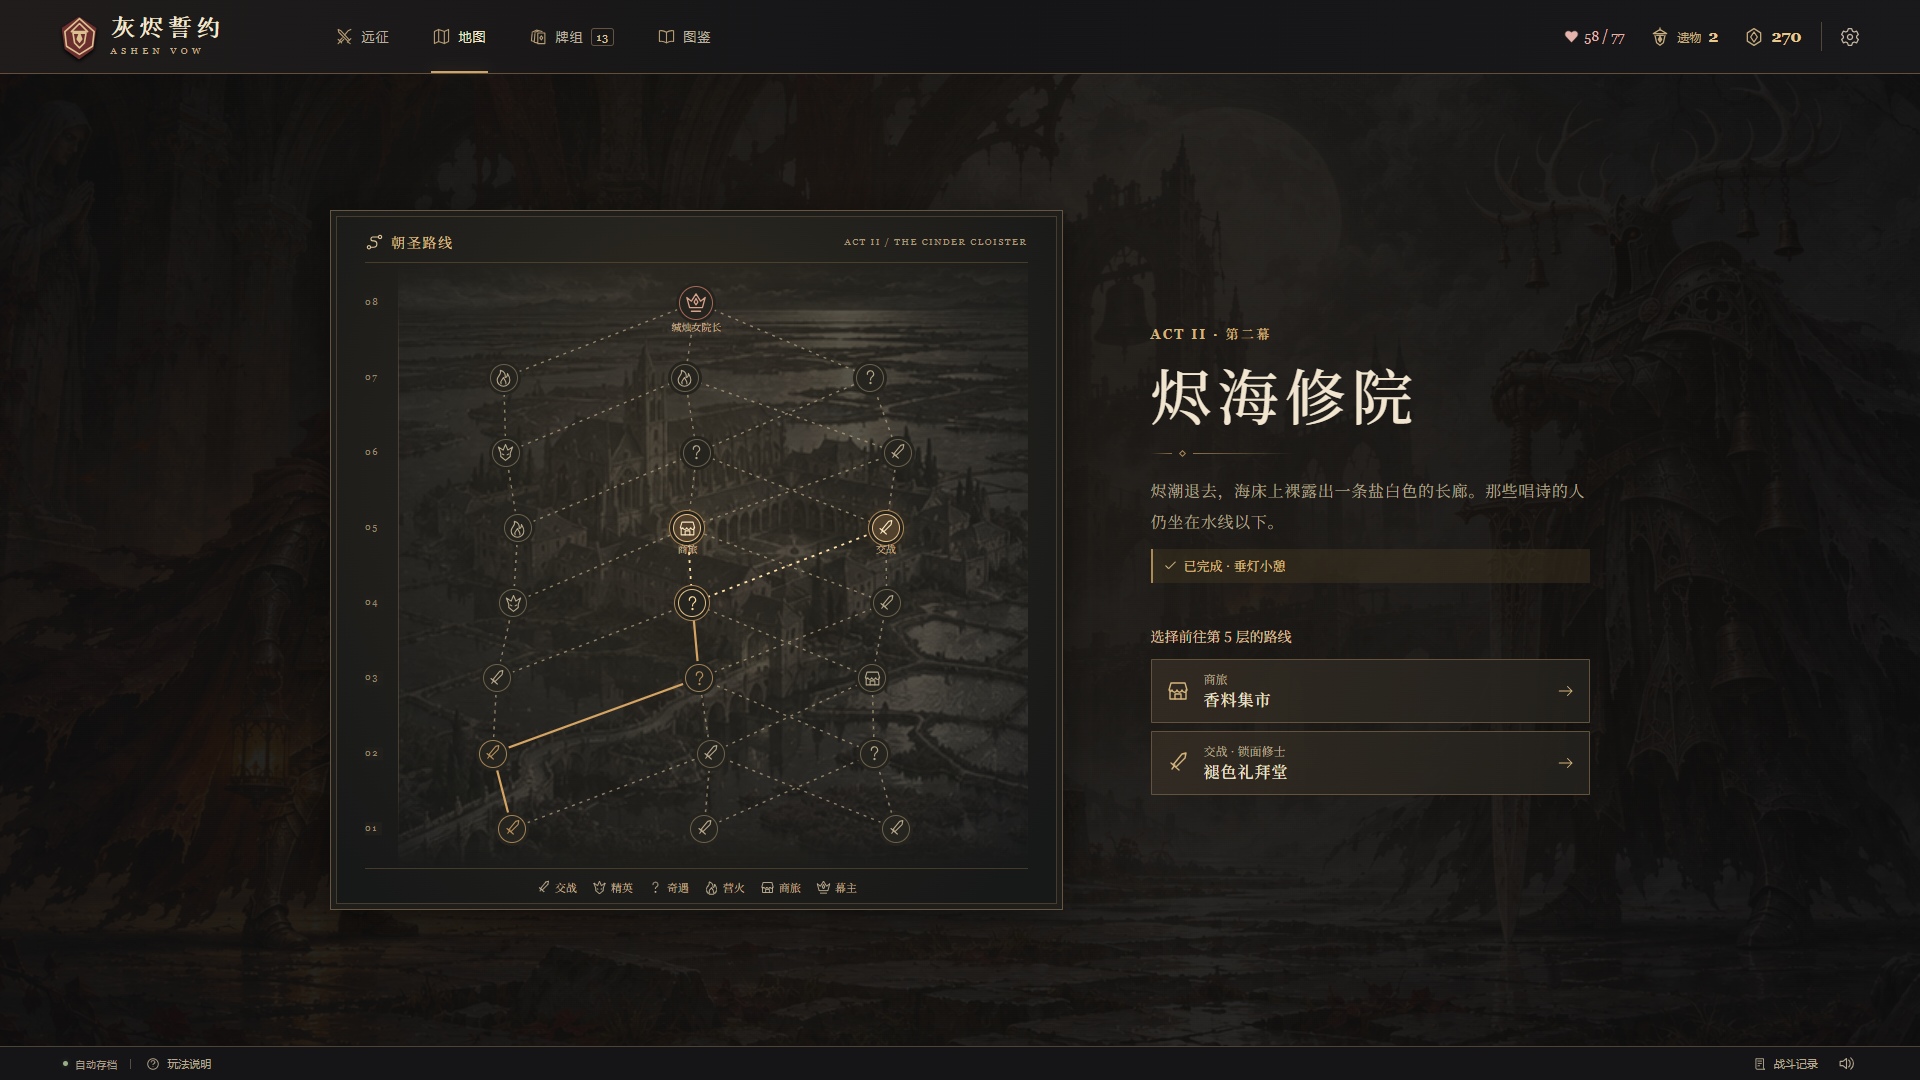 灰烬誓约
ASHEN VOW
远征
地图
牌组 13
图鉴
58 / 77
遗物 2
270
朝圣路线
ACT II / THE CINDER CLOISTER
08
缄烛女院长
07
?
06
?
05
商旅
交战
04
?
03
?
02
?
01
交战
精英
? 奇遇
营火
商旅
幕主
ACT II · 第二幕
烬海修院
烬潮退去，海床上裸露出一条盐白色的长廊。那些唱诗的人
仍坐在水线以下。
已完成 · 垂灯小憩
选择前往第 5 层的路线
商旅
香料集市
交战 · 锁面修士
褪色礼拜堂
自动存档
玩法说明
战斗记录